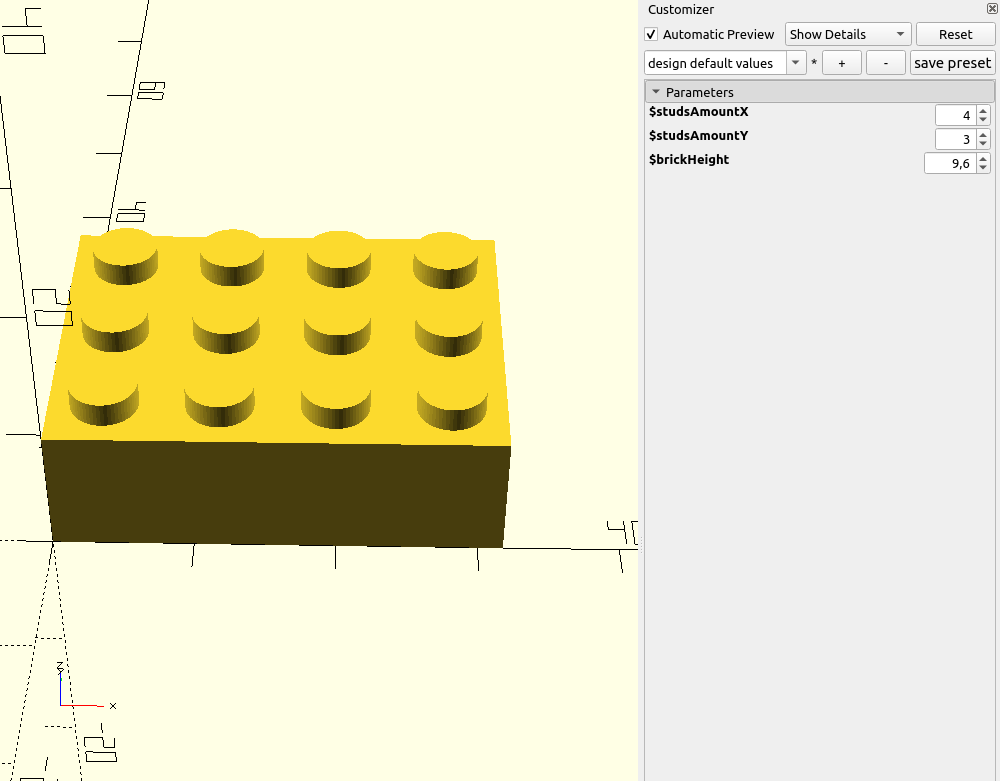 Customizer
Automatic Preview Show Details Reset
design default values * + - save preset
Parameters
$studsAmountX 4
$studsAmountY 3
$brickHeight 9,6
40
z
x